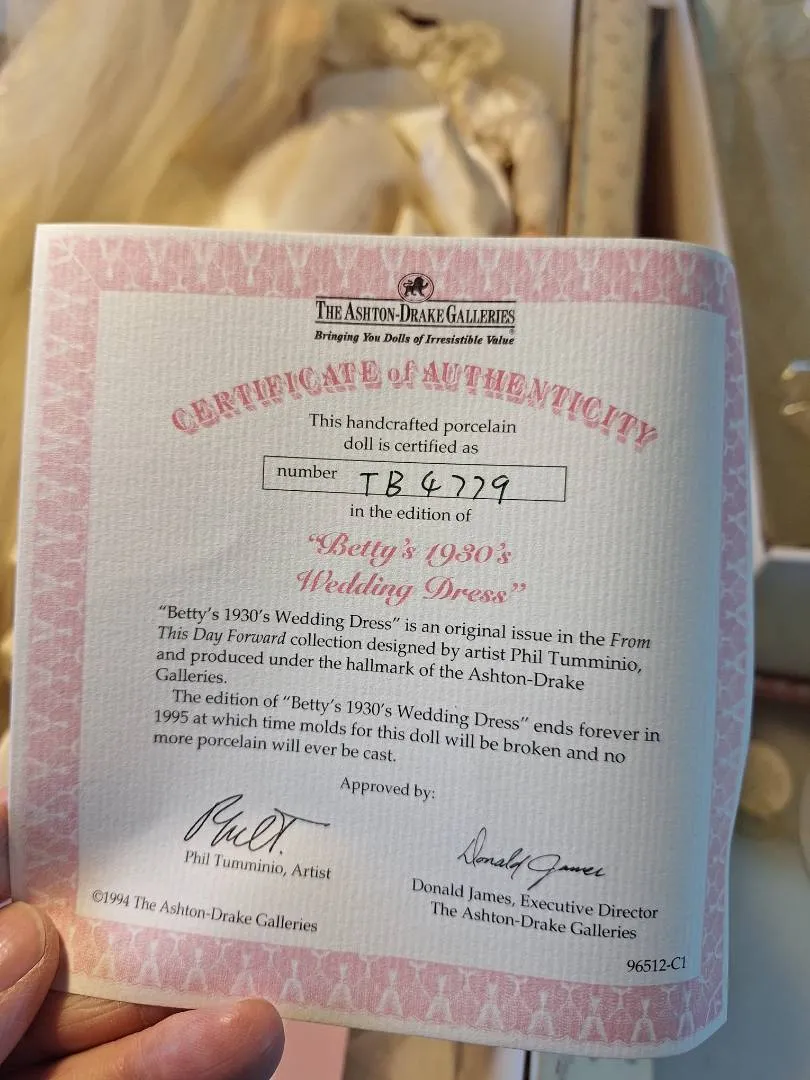 THE ASHTON-DRAKE GALLERIES
Bringing You Dolls of Irresistible Value
CERTIFICATE of AUTHENTICITY
This handcrafted porcelain
doll is certified as
number TB4779
in the edition of
“Betty's 1930's
Wedding Dress”
“Betty's 1930's Wedding Dress” is an original issue in the From
This Day Forward collection designed by artist Phil Tumminio,
and produced under the hallmark of the Ashton-Drake
Galleries.
The edition of “Betty's 1930's Wedding Dress” ends forever in
1995 at which time molds for this doll will be broken and no
more porcelain will ever be cast.
Approved by:
Phil T.
Donald James
Phil Tumminio, Artist
Donald James, Executive Director
The Ashton-Drake Galleries
©1994 The Ashton-Drake Galleries
96512-C1